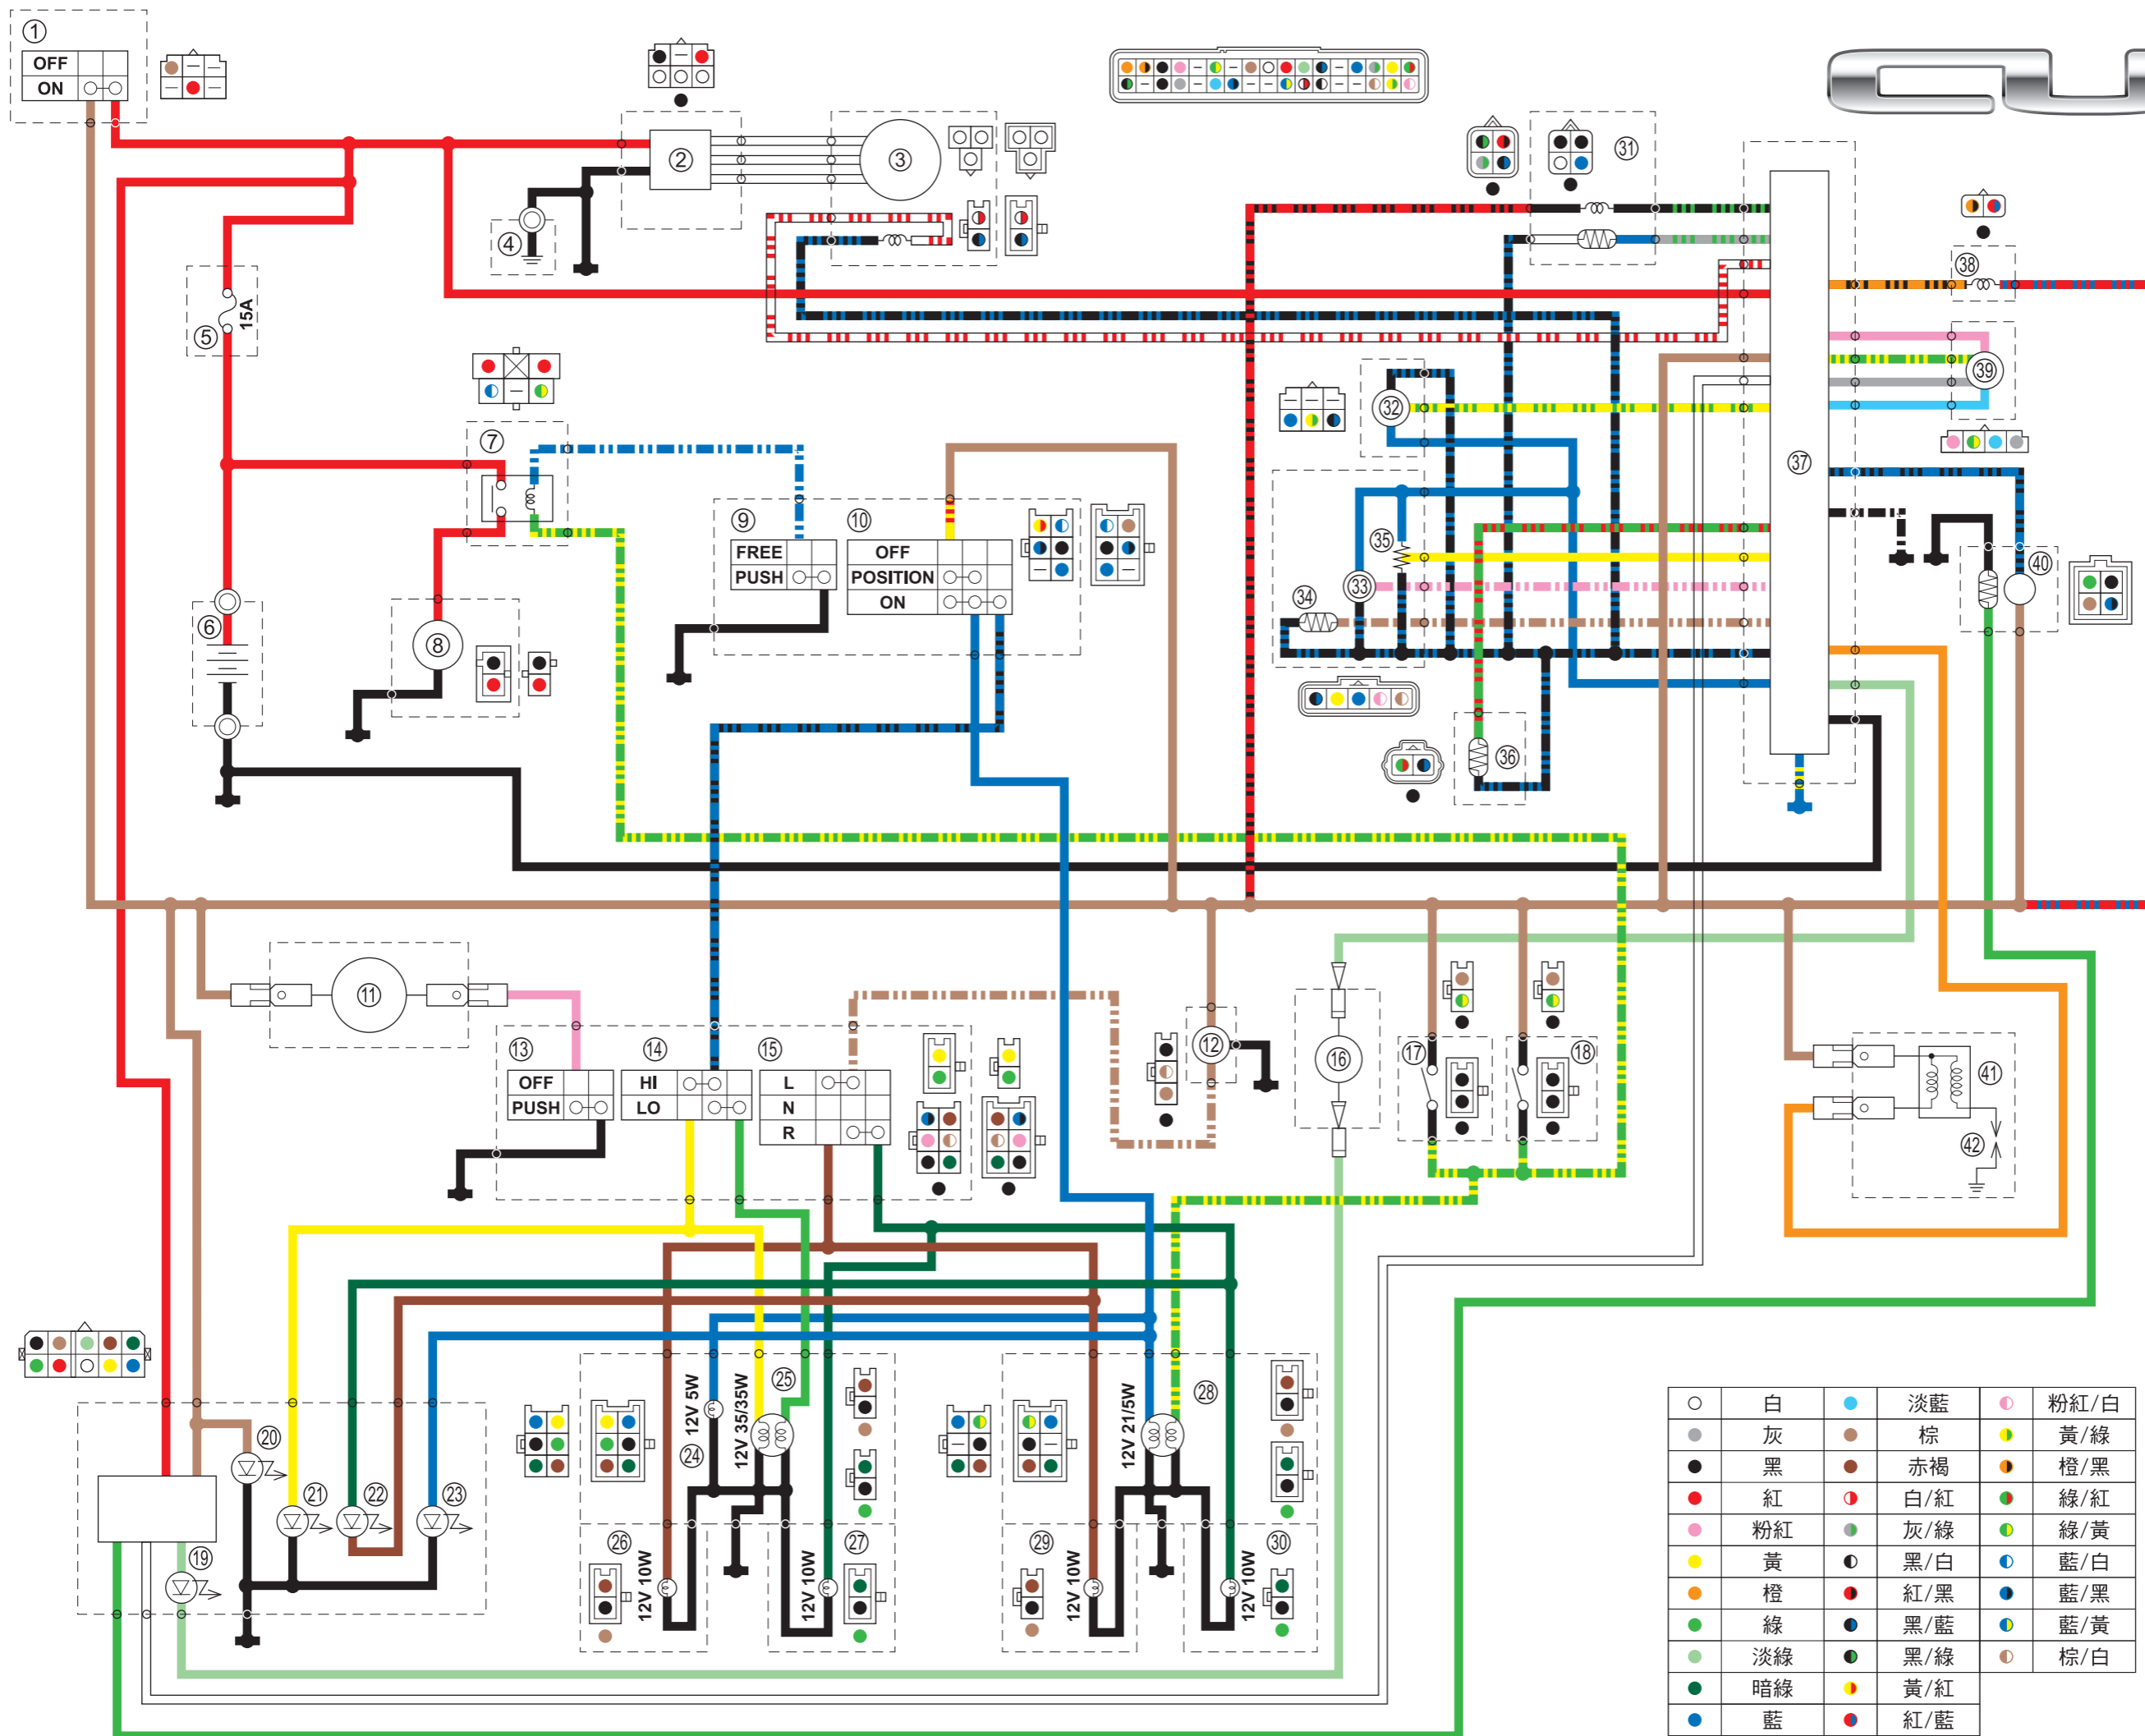 ①
OFF
ON
②
③
④
⑤
15A
⑥
⑦
⑧
⑨
FREE
PUSH
⑩
OFF
POSITION
ON
⑪
⑫
⑬
OFF
PUSH
⑭
HI
LO
⑮
L
N
R
⑯
⑰
⑱
⑲
⑳
㉑
㉒
㉓
12V 5W
㉔
12V 35/35W
㉕
㉖
12V 10W
㉗
12V 10W
12V 21/5W
㉘
㉙
12V 10W
㉚
12V 10W
㉛
㉜
㉝
㉞
㉟
㊱
㊲
㊳
㊴
㊵
㊶
㊷
白 淡藍 粉紅/白
灰 棕 黃/綠
黑 赤褐 橙/黑
紅 白/紅 綠/紅
粉紅 灰/綠 綠/黃
黃 黑/白 藍/白
橙 紅/黑 藍/黑
綠 黑/藍 藍/黃
淡綠 黑/綠 棕/白
暗綠 黃/紅
藍 紅/藍